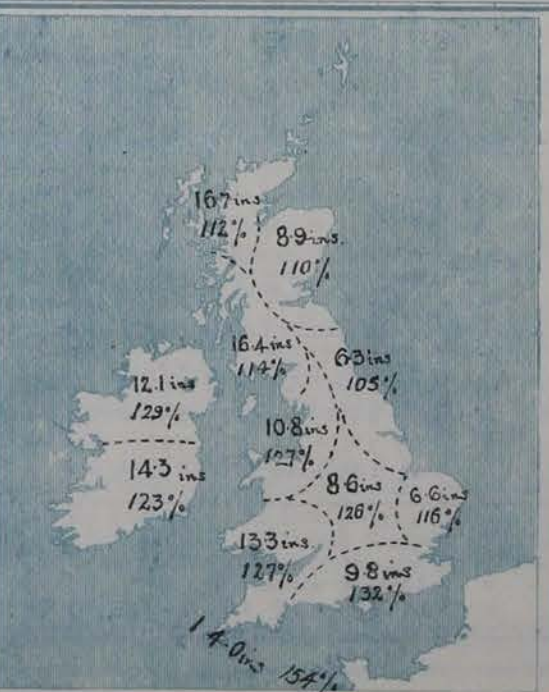 16.7 ins
112%
8.9 ins.
110%
16.4 ins
114%
6.3 ins
105%
12.1 ins
129%
10.8 ins
127%
14.3 ins
123%
8.6 ins
126%
6.6 ins
116%
13.3 ins
127%
9.8 ins
132%
14.0 ins 154%